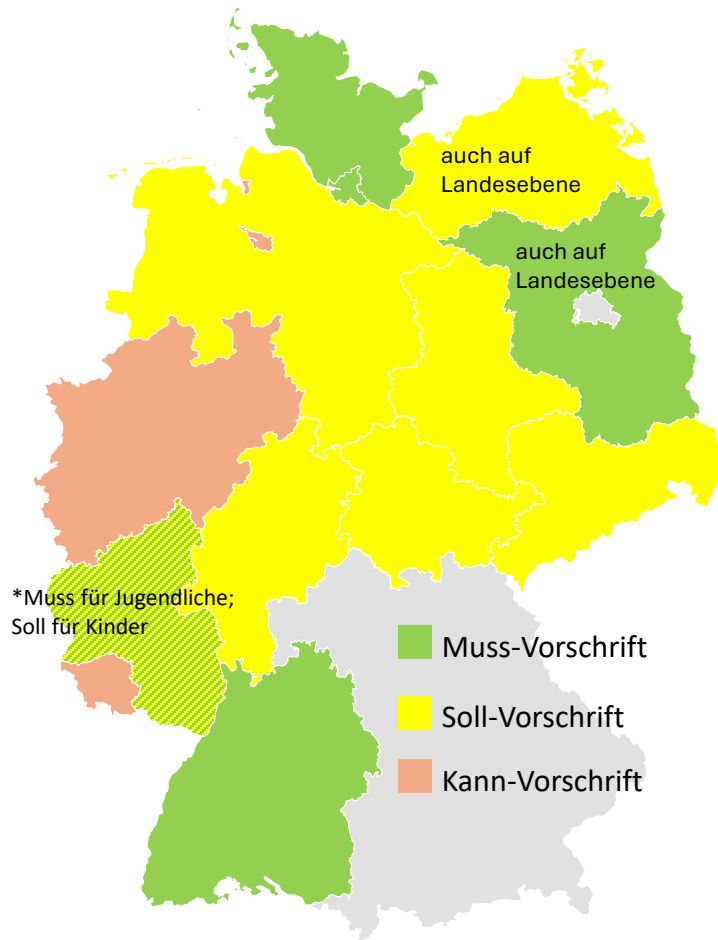 auch auf
Landesebene
auch auf
Landesebene
*Muss für Jugendliche;
Soll für Kinder
Muss-Vorschrift
Soll-Vorschrift
Kann-Vorschrift